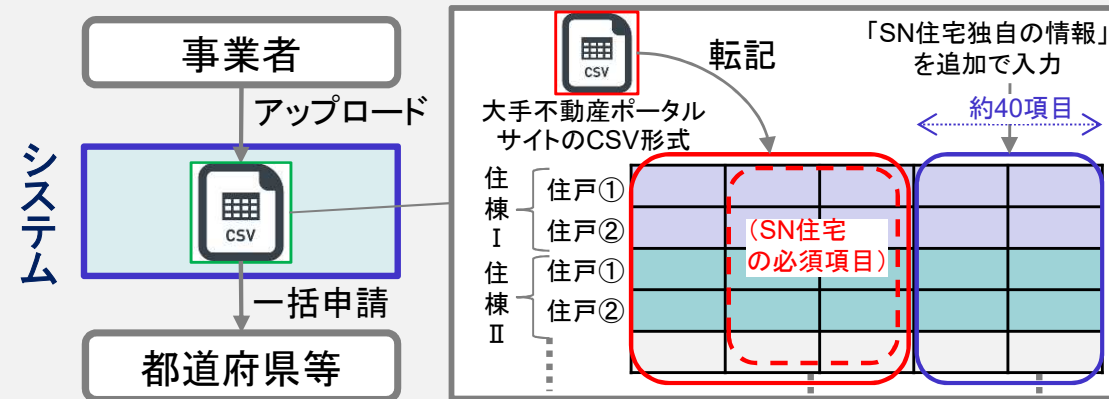 事業者
アップロード
システム
CSV
一括申請
都道府県等
CSV
転記
大手不動産ポータル
サイトのCSV形式
「SN住宅独自の情報」
を追加で入力
約40項目
住棟Ⅰ
住戸①
住戸②
住棟Ⅱ
住戸①
住戸②
(SN住宅
の必須項目)